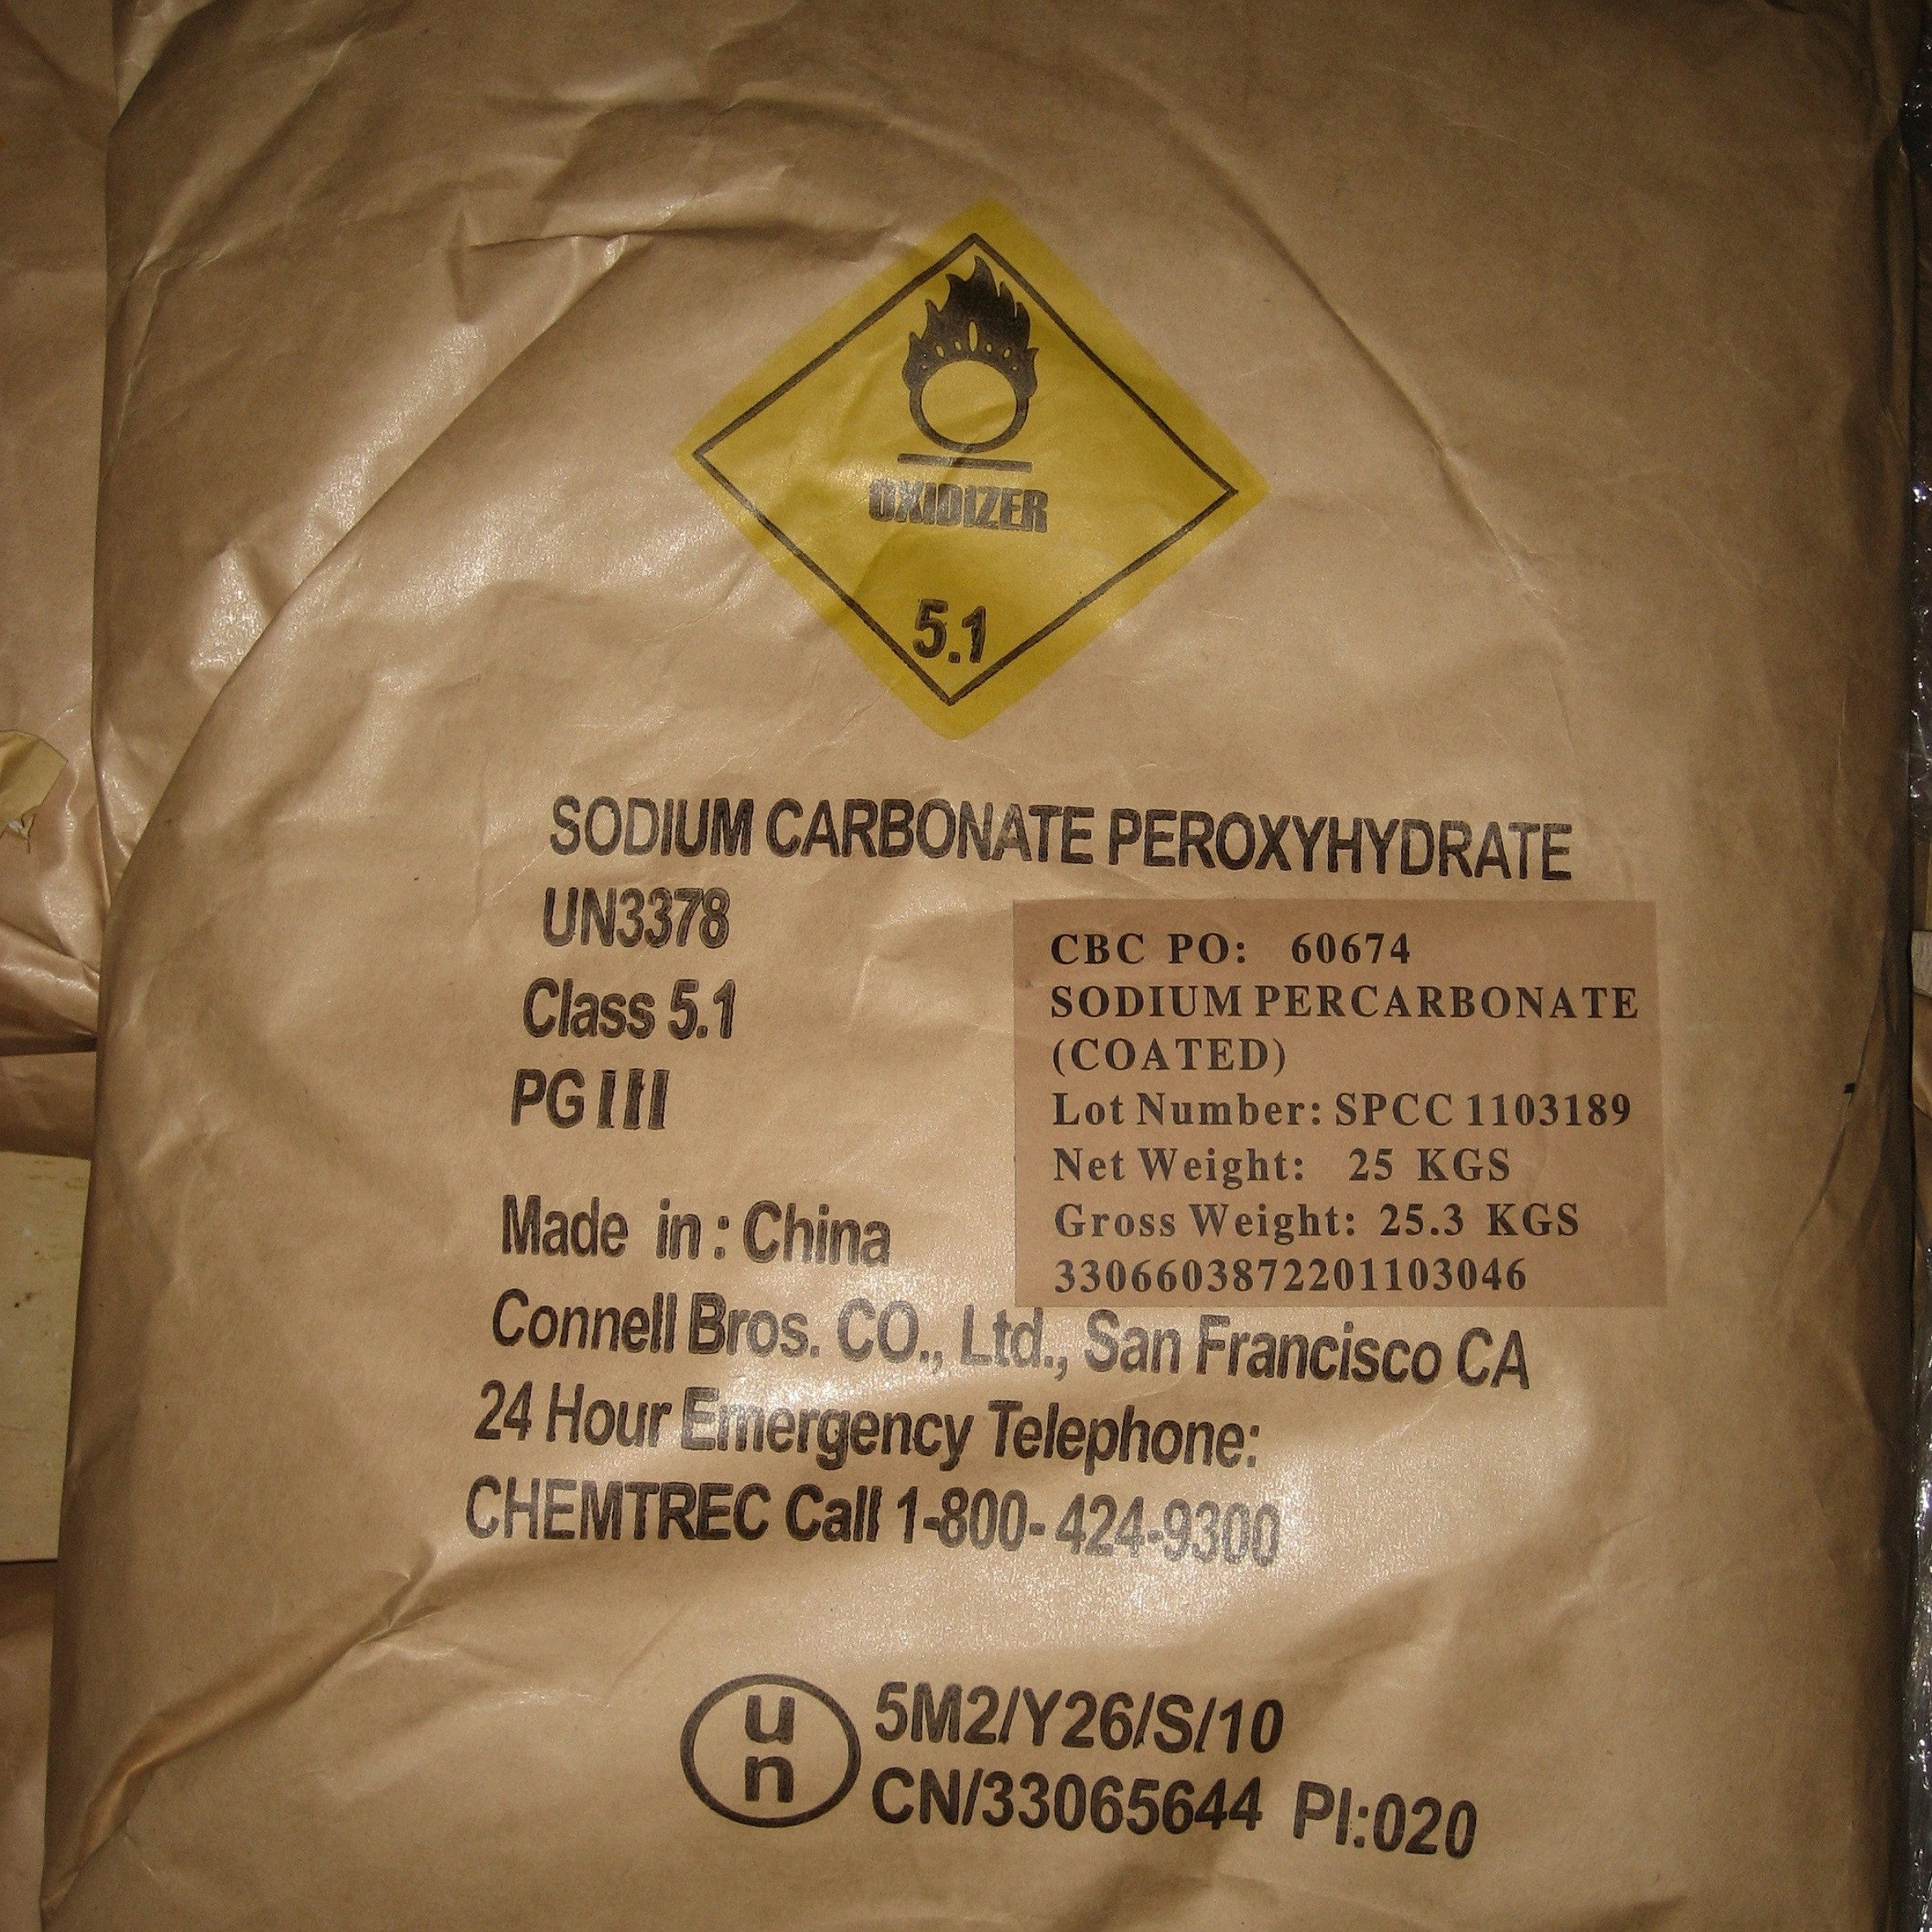 OXIDIZER
5.1
SODIUM CARBONATE PEROXYHYDRATE
UN3378
Class 5.1
PG III
CBC PO: 60674
SODIUM PERCARBONATE
(COATED)
Lot Number: SPCC 1103189
Net Weight: 25 KGS
Gross Weight: 25.3 KGS
3306603872201103046
Made in : China
Connell Bros. CO., Ltd., San Francisco CA
24 Hour Emergency Telephone:
CHEMTREC Call 1-800- 424-9300
u
n
5M2/Y26/S/10
CN/33065644 PI:020